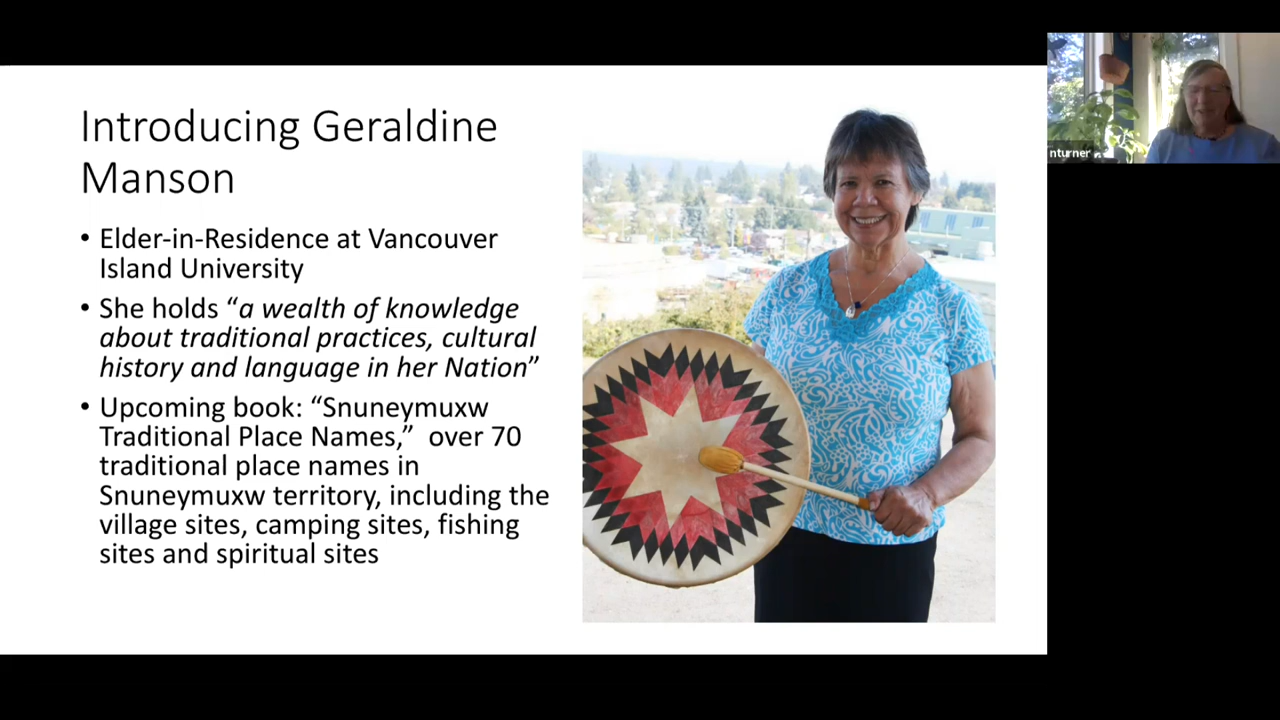 Introducing Geraldine
Manson
• Elder-in-Residence at Vancouver
Island University
• She holds “a wealth of knowledge
about traditional practices, cultural
history and language in her Nation”
• Upcoming book: “Snuneymuxw
Traditional Place Names,”  over 70
traditional place names in
Snuneymuxw territory, including the
village sites, camping sites, fishing
sites and spiritual sites
nturner